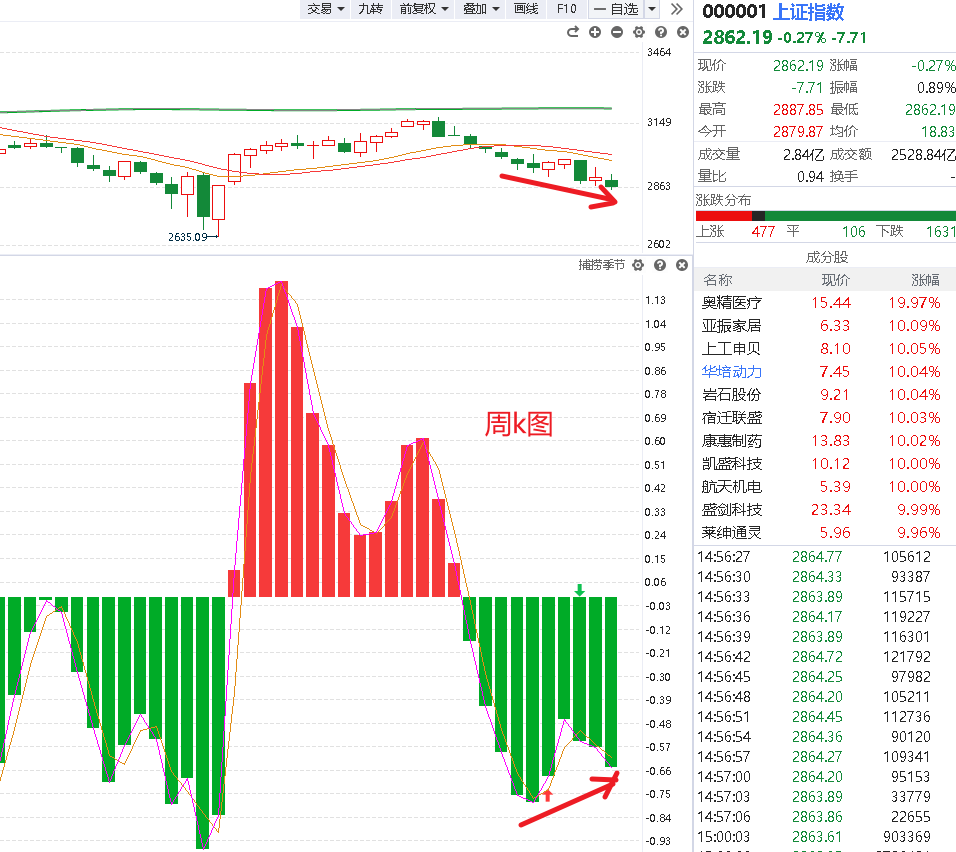 交易 九转 前复权 叠加 画线 F10 自选
000001 上证指数
2862.19 -0.27% -7.71
现价 2862.19 涨幅 -0.27%
涨跌 -7.71 振幅 0.89%
最高 2887.85 最低 2862.19
今开 2879.87 均价 18.83
成交量 2.84亿 成交额 2528.84亿
量比 0.94 换手 -
涨跌分布
上涨 477 平 106 下跌 1631
成分股
名称 现价 涨幅
奥精医疗 15.44 19.97%
亚振家居 6.33 10.09%
上工申贝 8.10 10.05%
华培动力 7.45 10.04%
岩石股份 9.21 10.04%
宿迁联盛 7.90 10.03%
康惠制药 13.83 10.02%
凯盛科技 10.12 10.00%
航天机电 5.39 10.00%
盛剑科技 23.34 9.99%
莱绅通灵 5.96 9.96%
14:56:27 2864.77 105612
14:56:30 2864.33 93387
14:56:33 2863.89 115715
14:56:36 2864.17 119227
14:56:39 2863.89 116301
14:56:42 2864.72 121792
14:56:45 2864.25 97982
14:56:48 2864.20 105211
14:56:51 2864.45 112736
14:56:54 2864.36 90120
14:56:57 2864.27 109341
14:57:00 2864.20 95153
14:57:03 2863.89 33779
14:57:06 2863.86 22655
15:00:03 2863.61 903369
3464
3149
2863
2602
2635.09
捕捞季节
周k图
1.13
1.04
0.95
0.86
0.78
0.69
0.60
0.51
0.42
0.33
0.24
0.15
0.06
-0.03
-0.12
-0.21
-0.30
-0.39
-0.48
-0.57
-0.66
-0.75
-0.84
-0.93